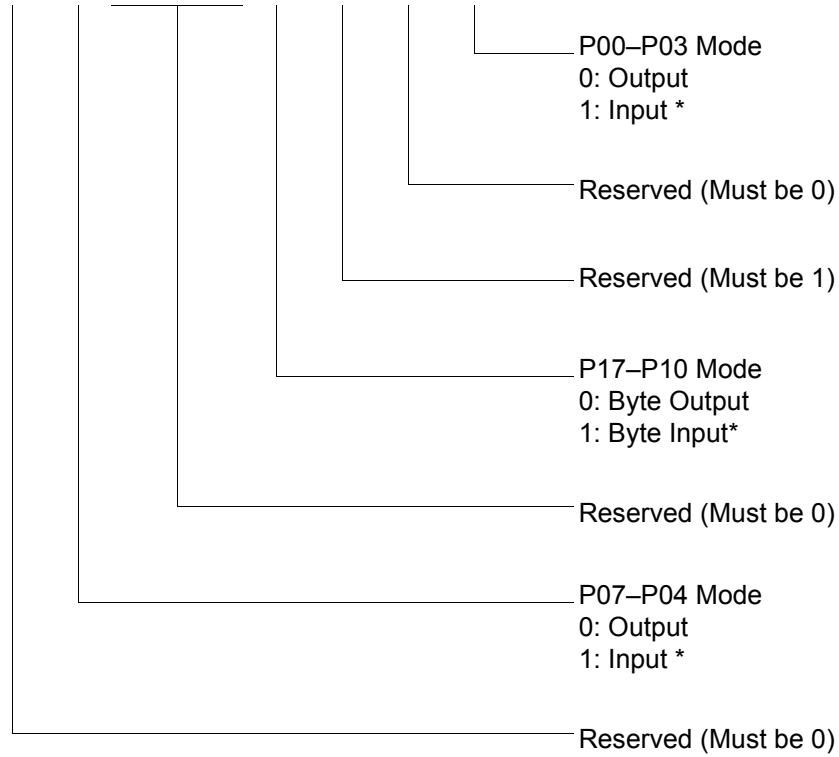 P00–P03 Mode
0: Output
1: Input *
Reserved (Must be 0)
Reserved (Must be 1)
P17–P10 Mode
0: Byte Output
1: Byte Input*
Reserved (Must be 0)
P07–P04 Mode
0: Output
1: Input *
Reserved (Must be 0)